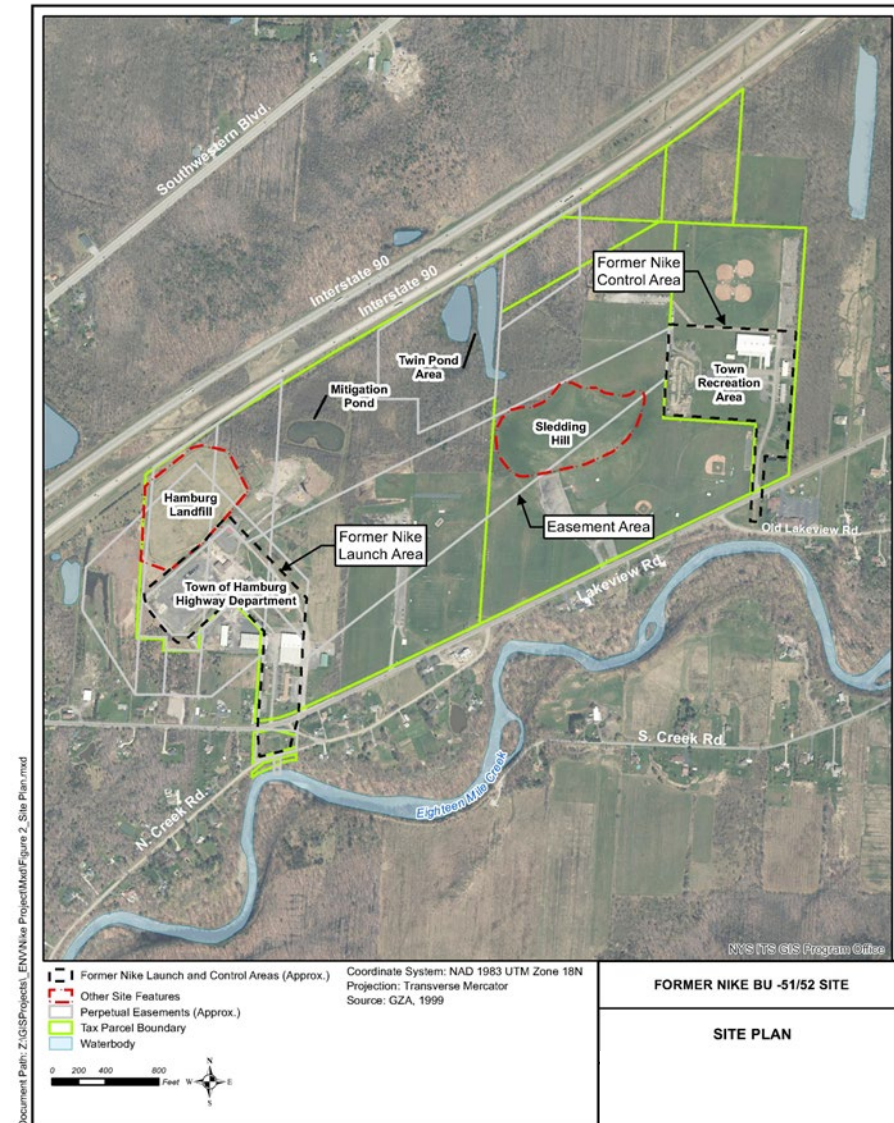 Southwestern Blvd.
Interstate 90
Interstate 90
Former Nike
Control Area
Twin Pond
Area
Town
Recreation
Area
Mitigation
Pond
Sledding
Hill
Hamburg
Landfill
Former Nike
Launch Area
Easement Area
Old Lakeview Rd.
Town of Hamburg
Highway Department
Lakeview Rd.
S. Creek Rd.
N. Creek Rd.
Eighteen Mile Creek
NYS ITS GIS Program Office
Document Path: Z:\GISProjects\_ENV\Nike Project\Mxd\Figure 2_Site Plan.mxd
Former Nike Launch and Control Areas (Approx.)
Other Site Features
Perpetual Easements (Approx.)
Tax Parcel Boundary
Waterbody
0 200 400 800
Feet
N
W E
S
Coordinate System: NAD 1983 UTM Zone 18N
Projection: Transverse Mercator
Source: GZA, 1999
FORMER NIKE BU -51/52 SITE
SITE PLAN